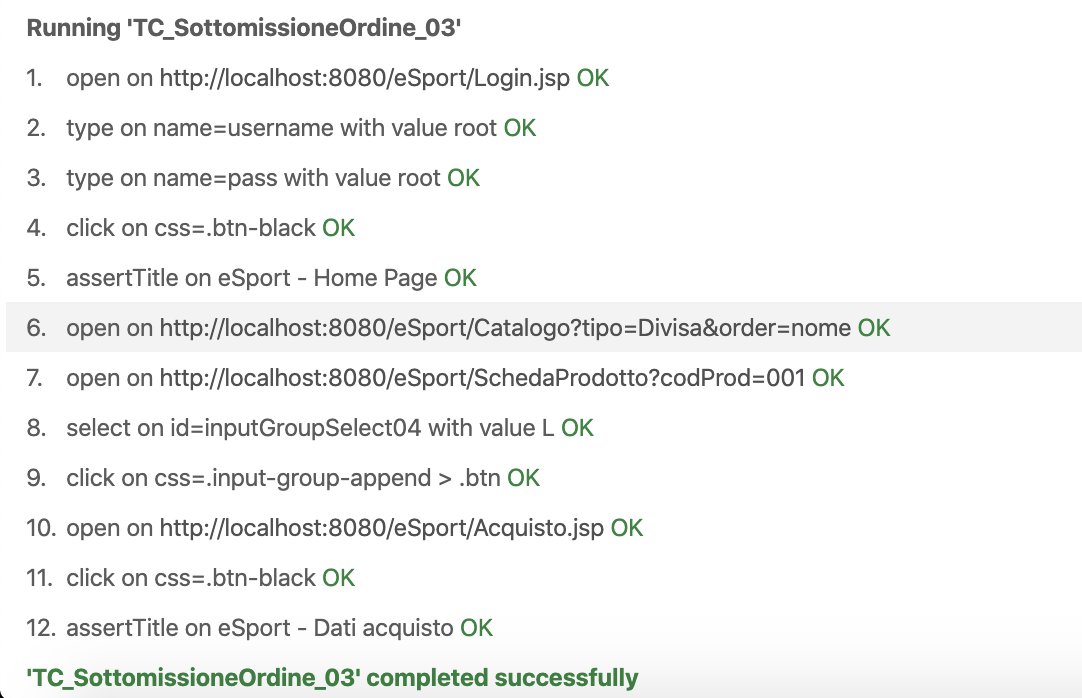 Running 'TC_SottomissioneOrdine_03'
1. open on http://localhost:8080/eSport/Login.jsp OK
2. type on name=username with value root OK
3. type on name=pass with value root OK
4. click on css=.btn-black OK
5. assertTitle on eSport - Home Page OK
6. open on http://localhost:8080/eSport/Catalogo?tipo=Divisa&order=nome OK
7. open on http://localhost:8080/eSport/SchedaProdotto?codProd=001 OK
8. select on id=inputGroupSelect04 with value L OK
9. click on css=.input-group-append > .btn OK
10. open on http://localhost:8080/eSport/Acquisto.jsp OK
11. click on css=.btn-black OK
12. assertTitle on eSport - Dati acquisto OK
'TC_SottomissioneOrdine_03' completed successfully